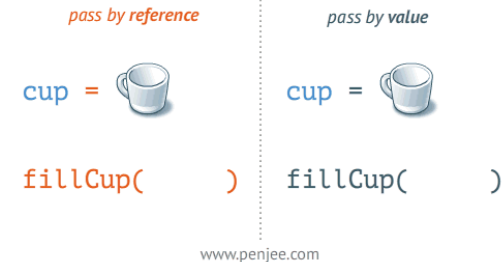 pass by reference
cup =
fillCup( )
pass by value
cup =
fillCup( )
www.penjee.com